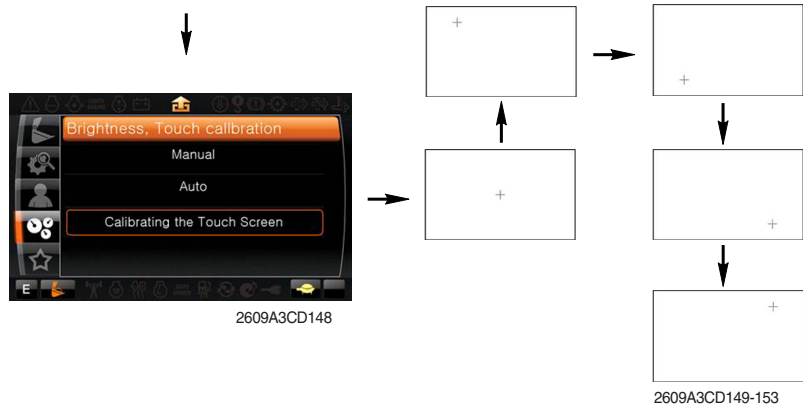 Brightness, Touch callbration
Manual
Auto
Calibrating the Touch Screen
E
2609A3CD148
2609A3CD149-153